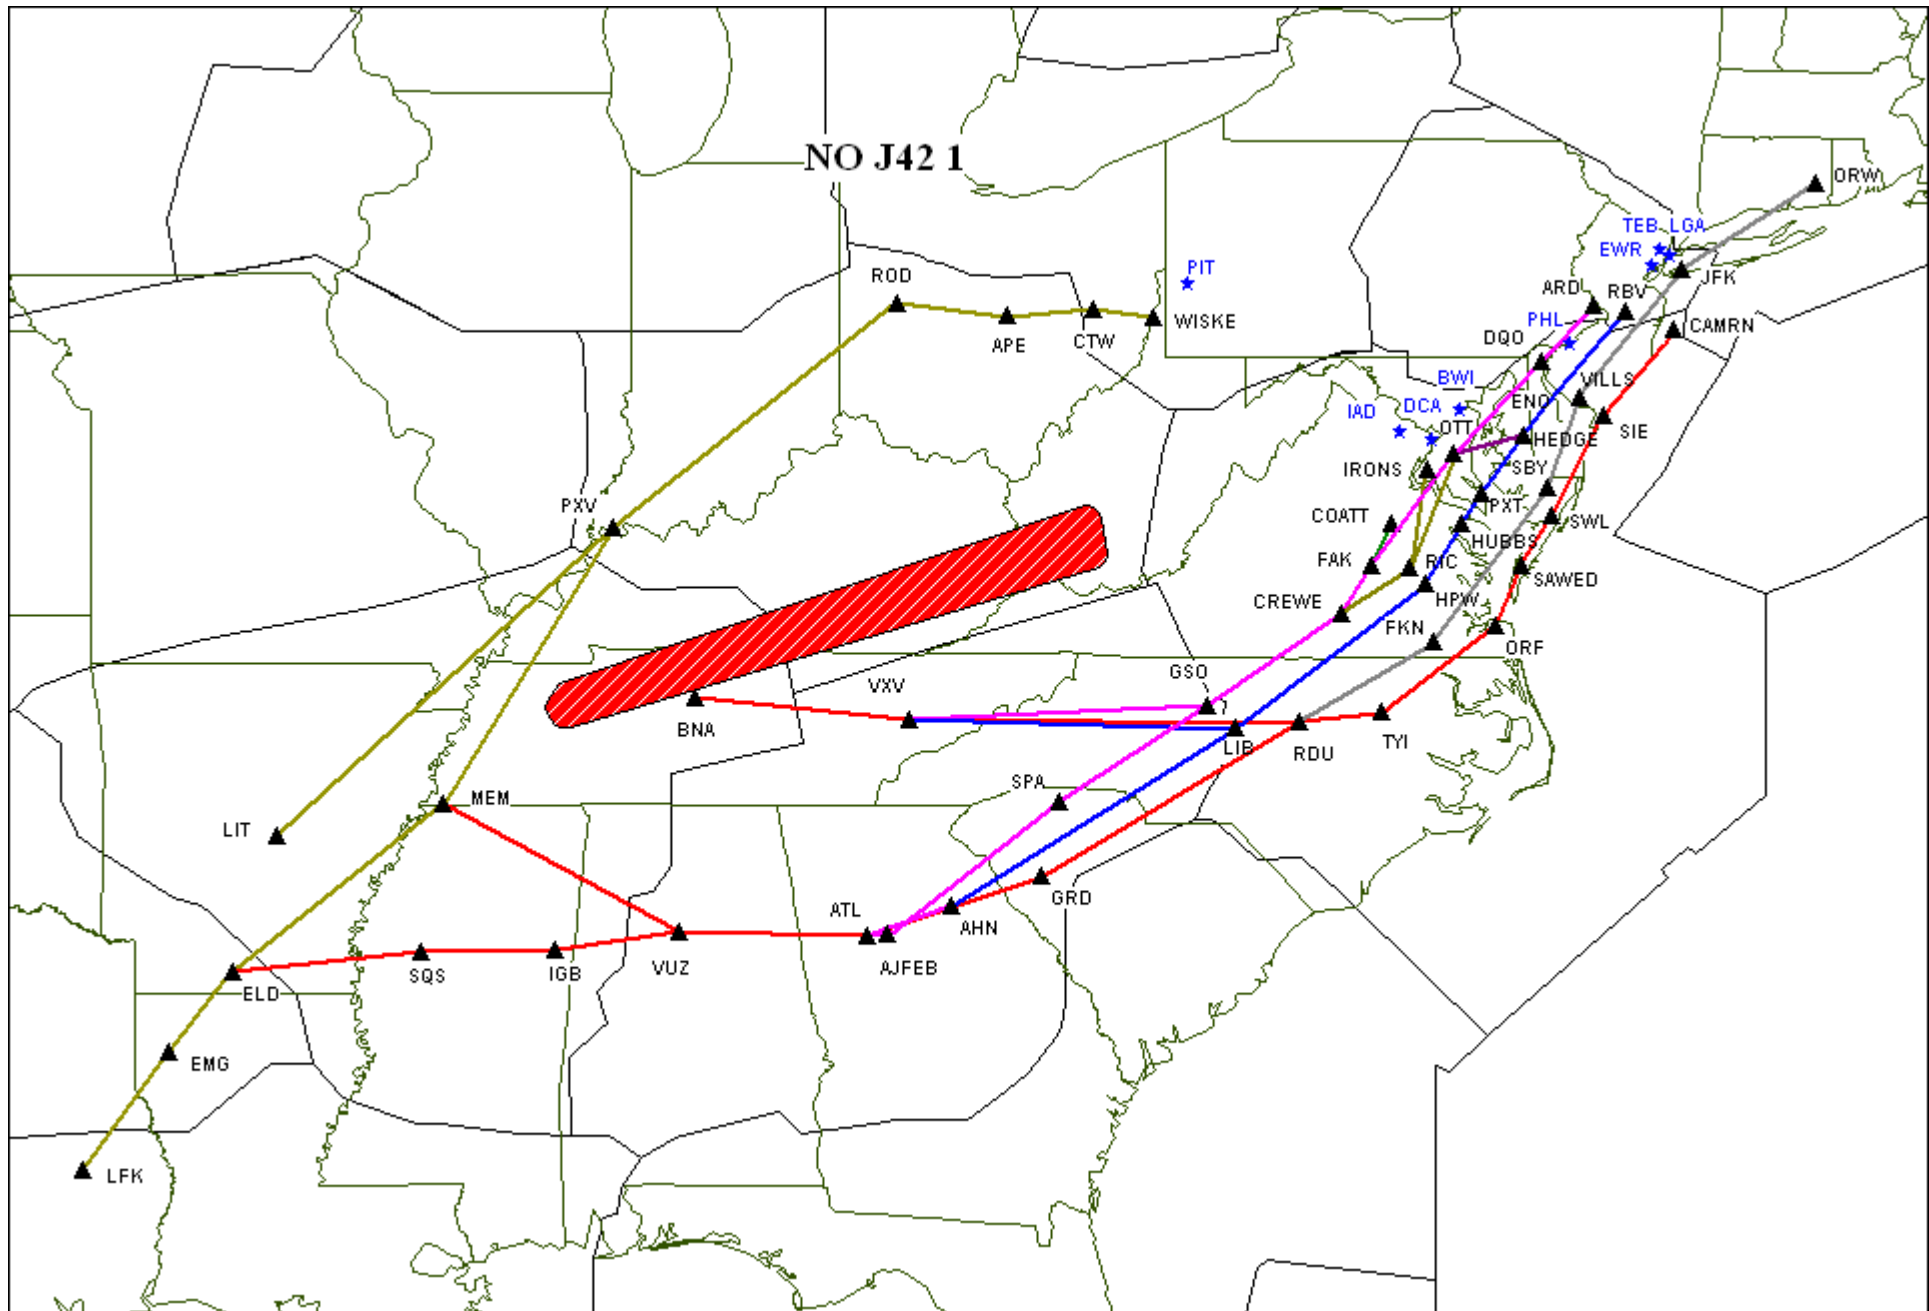 NO J42 1
ORW
TEB LGA
EWR
PIT
ROD
JFK
ARD
RBV
WISKE
APE
CTW
PHL
CAMRN
DQO
VILLS
BWI
IAD
DCA
ENO
OTT
SIE
HEDGE
IRONS
SBY
PXV
PXT
COATT
SWL
HUBBS
FAK
RIC
SAWED
CREWE
HPW
FKN
ORF
GSO
VXV
BNA
LIB
RDU
TYI
SPA
MEM
LIT
GRD
ATL
AHN
SQS
IGB
VUZ
AJFEB
ELD
EMG
LFK